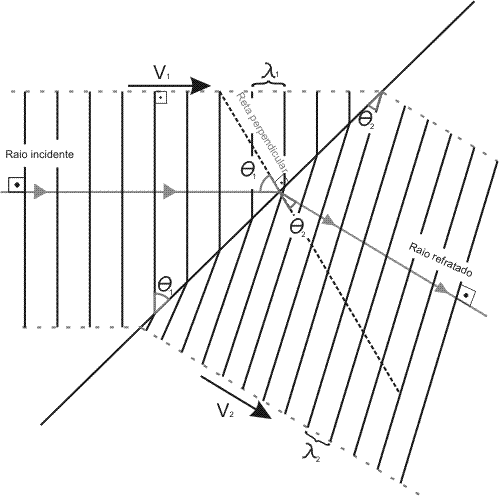 V₁
λ₁
Reta perpendicular
θ₂
Raio incidente
θ₁
θ₂
Raio refratado
θ₁
V₂
λ₂